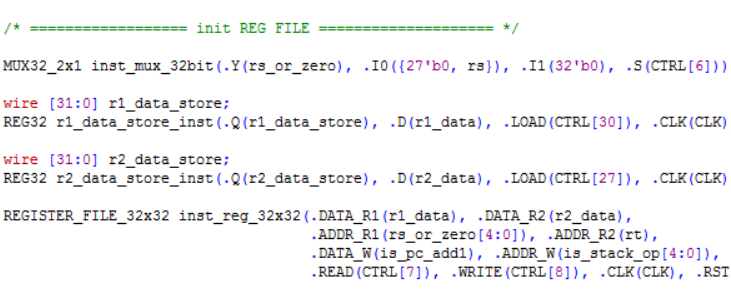 /* ================== init REG FILE ==================== */
MUX32_2x1 inst_mux_32bit(.Y(rs_or_zero), .I0({27'b0, rs}), .I1(32'b0), .S(CTRL[6]))
wire [31:0] r1_data_store;
REG32 r1_data_store_inst(.Q(r1_data_store), .D(r1_data), .LOAD(CTRL[30]), .CLK(CLK)
wire [31:0] r2_data_store;
REG32 r2_data_store_inst(.Q(r2_data_store), .D(r2_data), .LOAD(CTRL[27]), .CLK(CLK)
REGISTER_FILE_32x32 inst_reg_32x32(.DATA_R1(r1_data), .DATA_R2(r2_data),
.ADDR_R1(rs_or_zero[4:0]), .ADDR_R2(rt),
.DATA_W(is_pc_add1), .ADDR_W(is_stack_op[4:0]),
.READ(CTRL[7]), .WRITE(CTRL[8]), .CLK(CLK), .RST